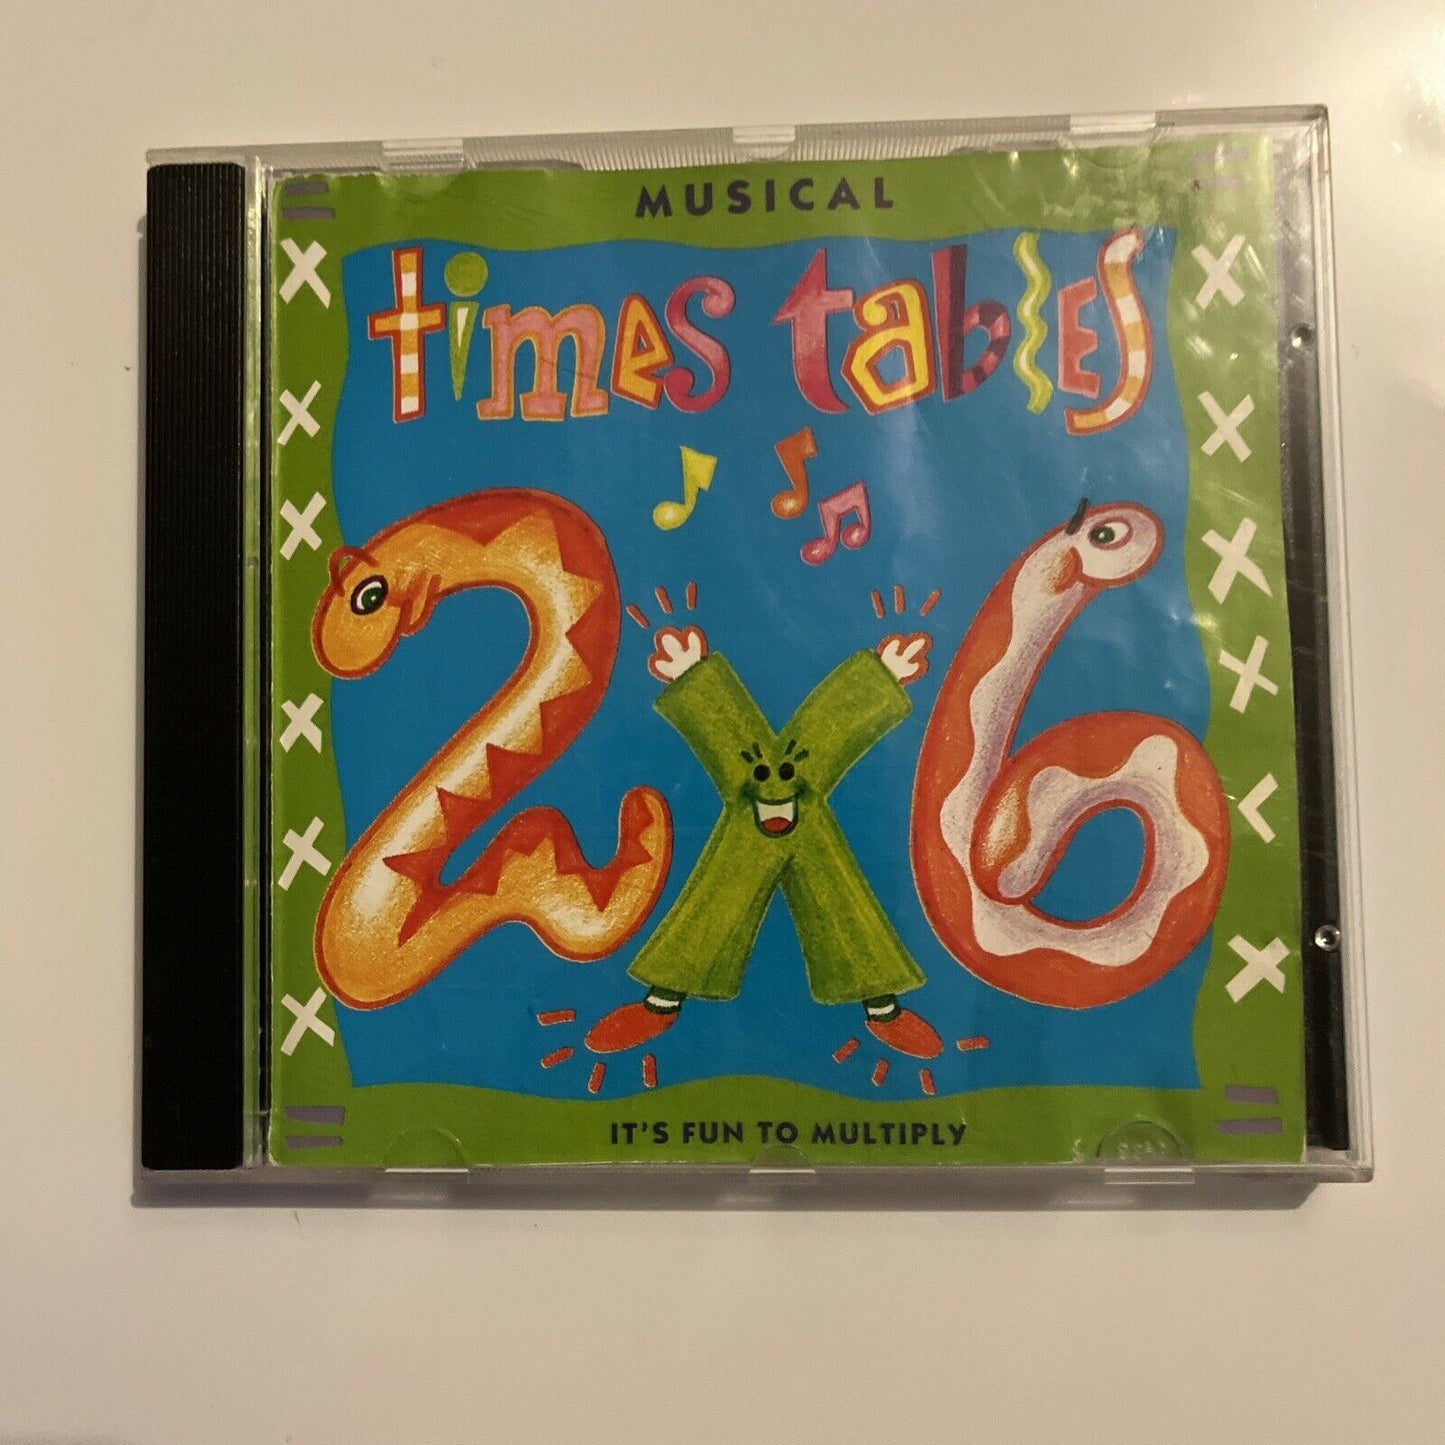 MUSICAL
times tables
2x6
IT'S FUN TO MULTIPLY